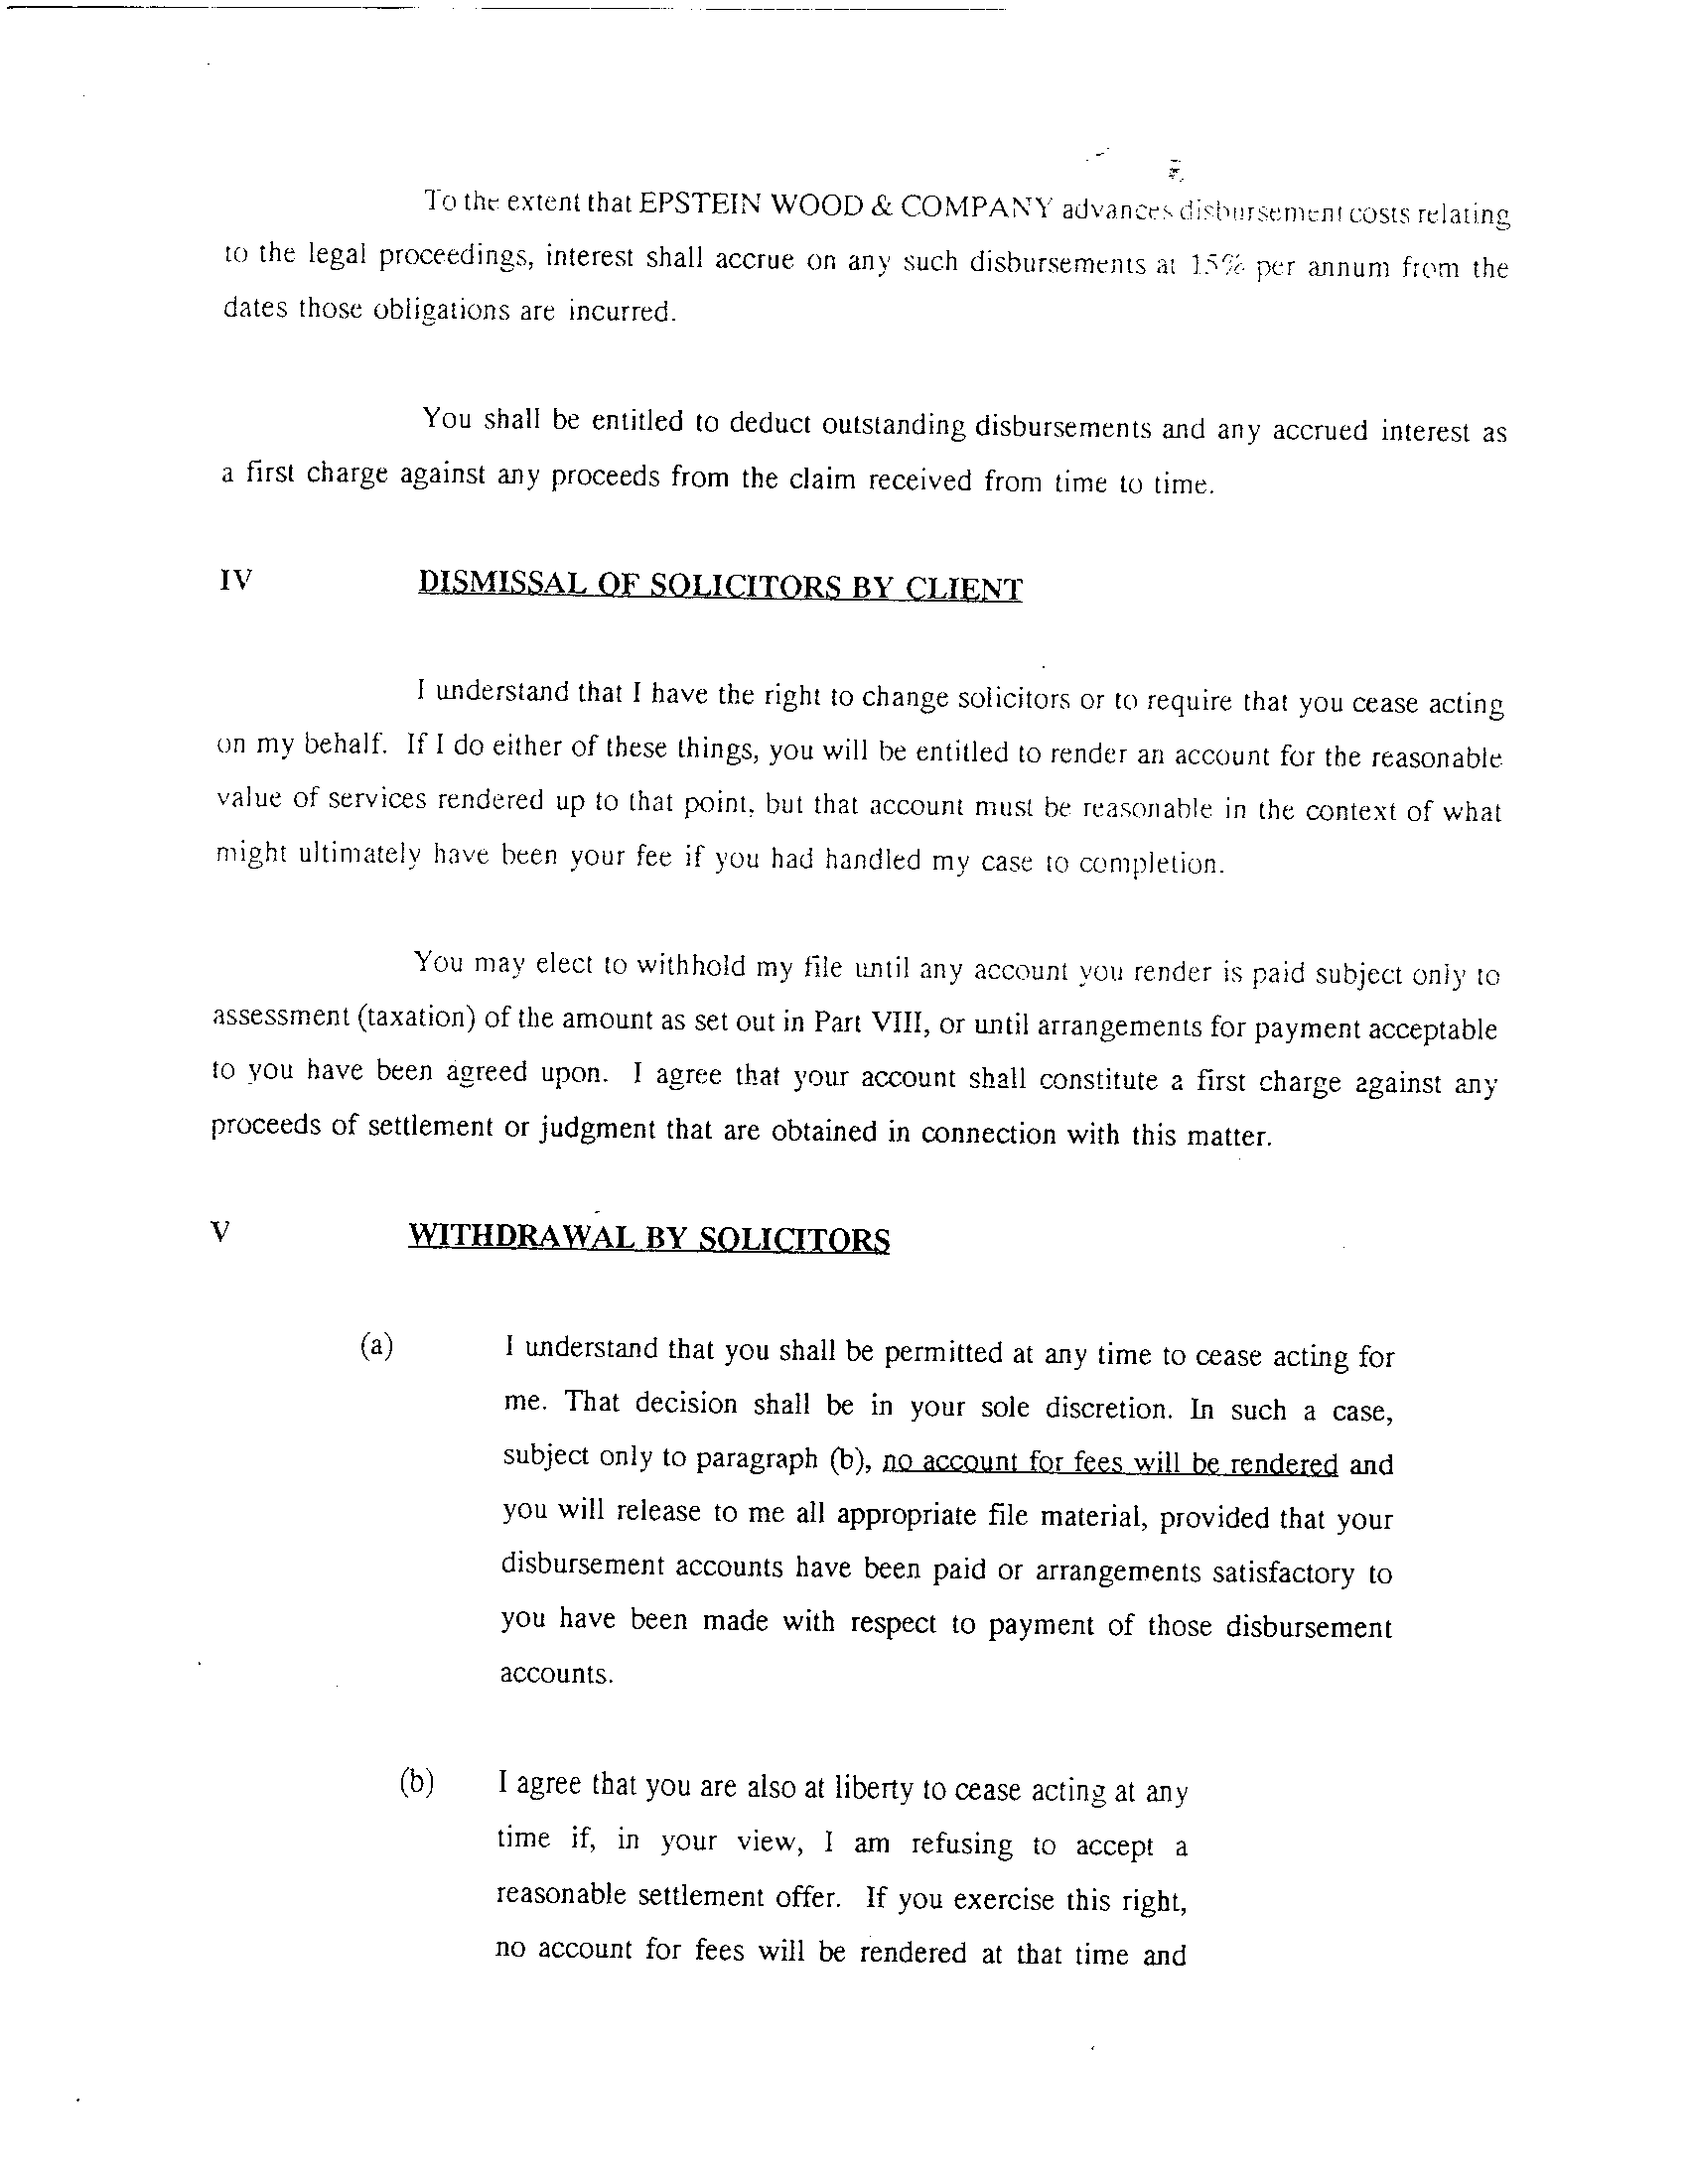 To the extent that EPSTEIN WOOD & COMPANY advances disbursement costs relating
to the legal proceedings, interest shall accrue on any such disbursements at 15% per annum from the
dates those obligations are incurred.
You shall be entitled to deduct outstanding disbursements and any accrued interest as
a first charge against any proceeds from the claim received from time to time.
IV DISMISSAL OF SOLICITORS BY CLIENT
I understand that I have the right to change solicitors or to require that you cease acting
on my behalf. If I do either of these things, you will be entitled to render an account for the reasonable
value of services rendered up to that point, but that account must be reasonable in the context of what
might ultimately have been your fee if you had handled my case to completion.
You may elect to withhold my file until any account you render is paid subject only to
assessment (taxation) of the amount as set out in Part VIII, or until arrangements for payment acceptable
to you have been agreed upon. I agree that your account shall constitute a first charge against any
proceeds of settlement or judgment that are obtained in connection with this matter.
V WITHDRAWAL BY SOLICITORS
(a) I understand that you shall be permitted at any time to cease acting for
me. That decision shall be in your sole discretion. In such a case,
subject only to paragraph (b), no account for fees will be rendered and
you will release to me all appropriate file material, provided that your
disbursement accounts have been paid or arrangements satisfactory to
you have been made with respect to payment of those disbursement
accounts.
(b) I agree that you are also at liberty to cease acting at any
time if, in your view, I am refusing to accept a
reasonable settlement offer. If you exercise this right,
no account for fees will be rendered at that time and